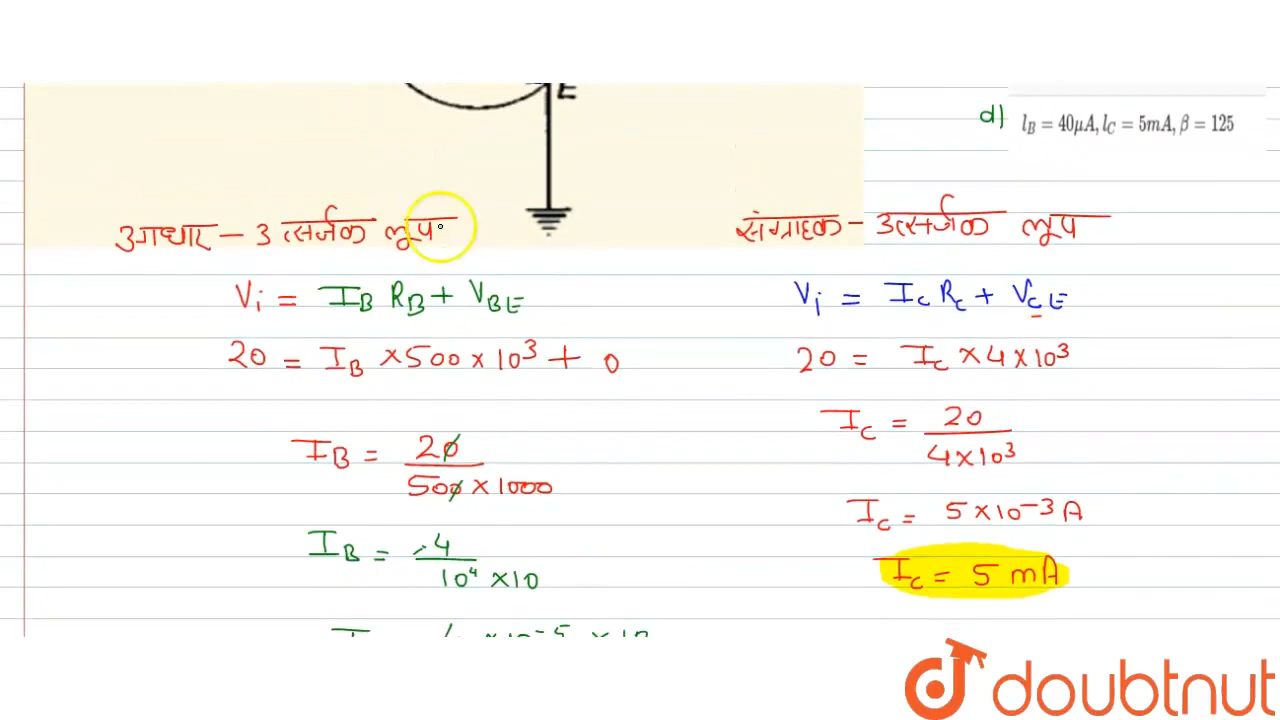 E
d) l_B = 40μA, l_C = 5mA, β = 125
आधार - उत्सर्जक लूप
V_i = I_B R_B + V_BE
20 = I_B × 500 × 10^3 + 0
I_B = 20 / 500 × 1000
I_B = .4 / 10^4 × 10
संग्राहक - उत्सर्जक लूप
V_i = I_C R_C + V_CE
20 = I_C × 4 × 10^3
I_C = 20 / 4 × 10^3
I_C = 5 × 10^-3 A
I_C = 5 mA
doubtnut